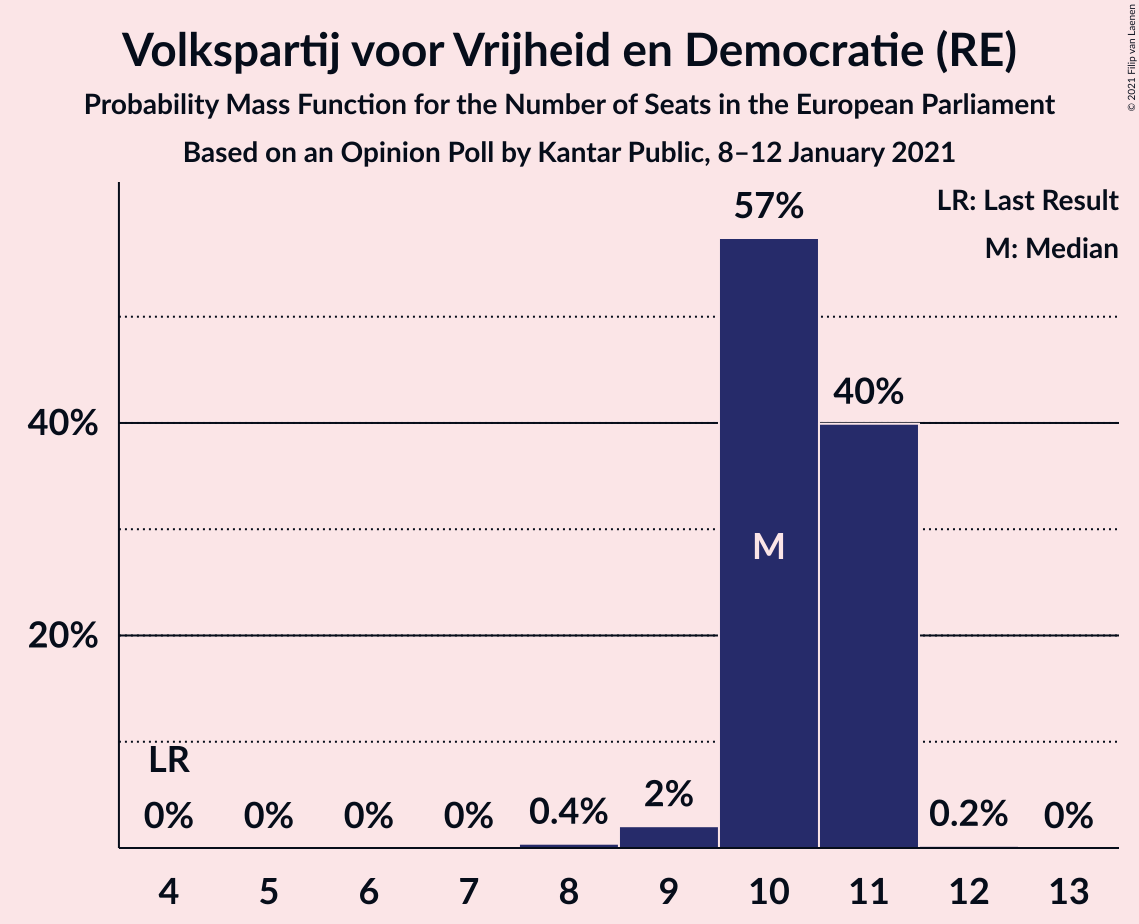 Volkspartij voor Vrijheid en Democratie (RE)
Probability Mass Function for the Number of Seats in the European Parliament
Based on an Opinion Poll by Kantar Public, 8–12 January 2021
© 2021 Filip van Laenen
LR: Last Result
M: Median
57%
40%
40%
M
20%
LR
0% 0% 0% 0% 0.4% 2% 0.2% 0%
4 5 6 7 8 9 10 11 12 13